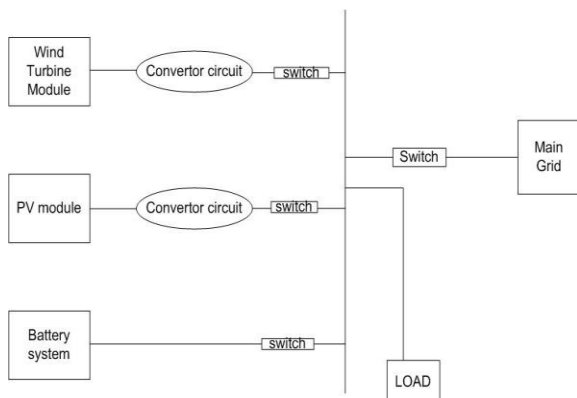 Wind
Turbine
Module
Convertor circuit
switch
Switch
Main
Grid
PV module
Convertor circuit
switch
Battery
system
switch
LOAD